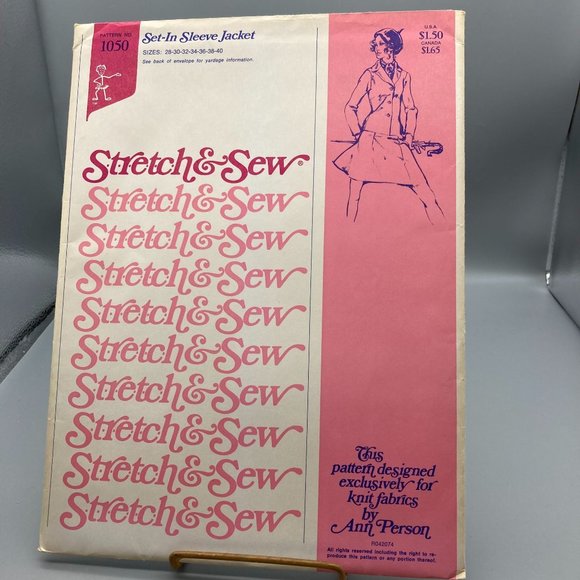 PATTERN NO.
1050
Set-In Sleeve Jacket
SIZES: 28-30-32-34-36-38-40
See back of envelope for yardage information.
U.S.A.
$1.50
CANADA
$1.65
Stretch & Sew®
Stretch & Sew
Stretch & Sew
Stretch & Sew
Stretch & Sew
Stretch & Sew
Stretch & Sew
Stretch & Sew
Stretch & Sew
Stretch & Sew
This
pattern designed
exclusively for
knit fabrics
by
Ann Person
R042074
All rights reserved including the right to re-
produce this pattern or any portion thereof.